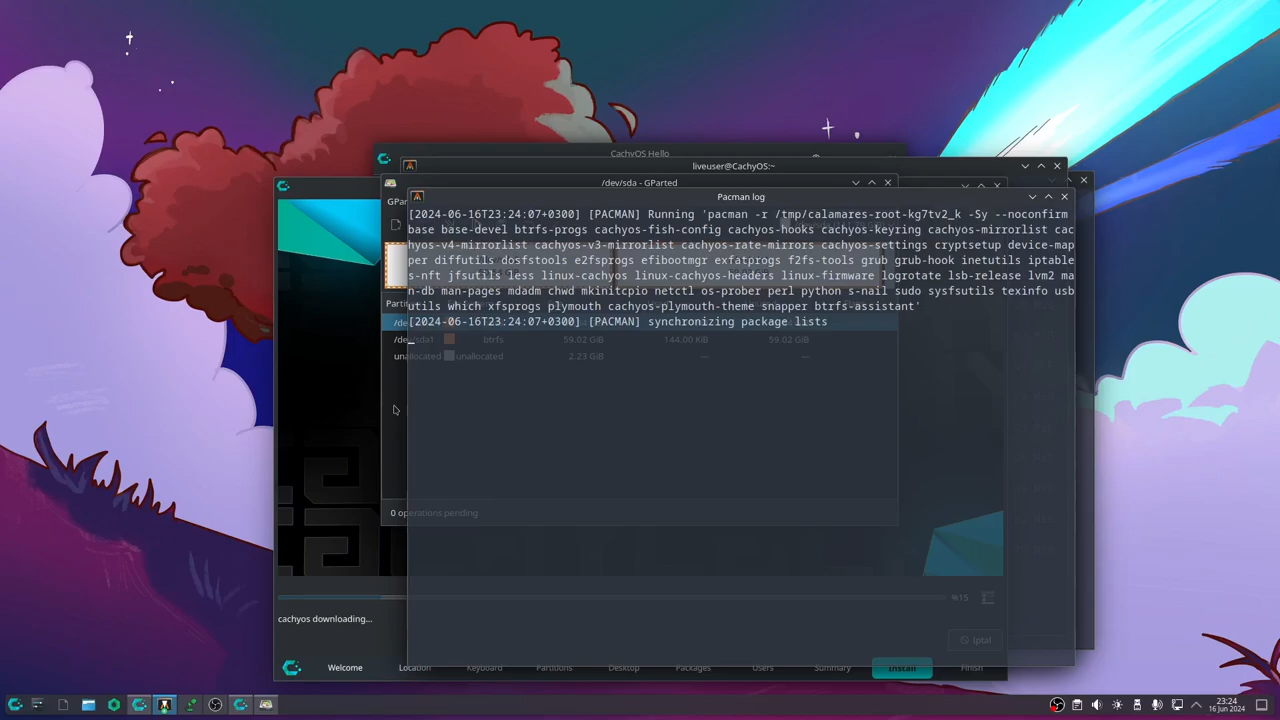 CachyOS Hello
liveuser@CachyOS:~
/dev/sda - GParted
Pacman log
GPar
[2024-06-16T23:24:07+0300] [PACMAN] Running 'pacman -r /tmp/calamares-root-kg7tv2_k -Sy --noconfirm
base base-devel btrfs-progs cachyos-fish-config cachyos-hooks cachyos-keyring cachyos-mirrorlist cac
hyos-v4-mirrorlist cachyos-v3-mirrorlist cachyos-rate-mirrors cachyos-settings cryptsetup device-map
per diffutils dosfstools e2fsprogs efibootmgr exfatprogs f2fs-tools grub grub-hook inetutils iptable
s-nft jfsutils less linux-cachyos linux-cachyos-headers linux-firmware logrotate lsb-release lvm2 ma
n-db man-pages mdadm chwd mkinitcpio netctl os-prober perl python s-nail sudo sysfsutils texinfo usb
utils which xfsprogs plymouth cachyos-plymouth-theme snapper btrfs-assistant'
[2024-06-16T23:24:07+0300] [PACMAN] synchronizing package lists
Partit
/de
/dev/sda1 btrfs 59.02 GiB 144.00 KiB 59.02 GiB
unallocated unallocated 2.23 GiB — —
0 operations pending
%15
cachyos downloading...
İptal
Welcome Location Keyboard Partitions Desktop Packages Users Summary Install Finish
23:24
16 Jun 2024